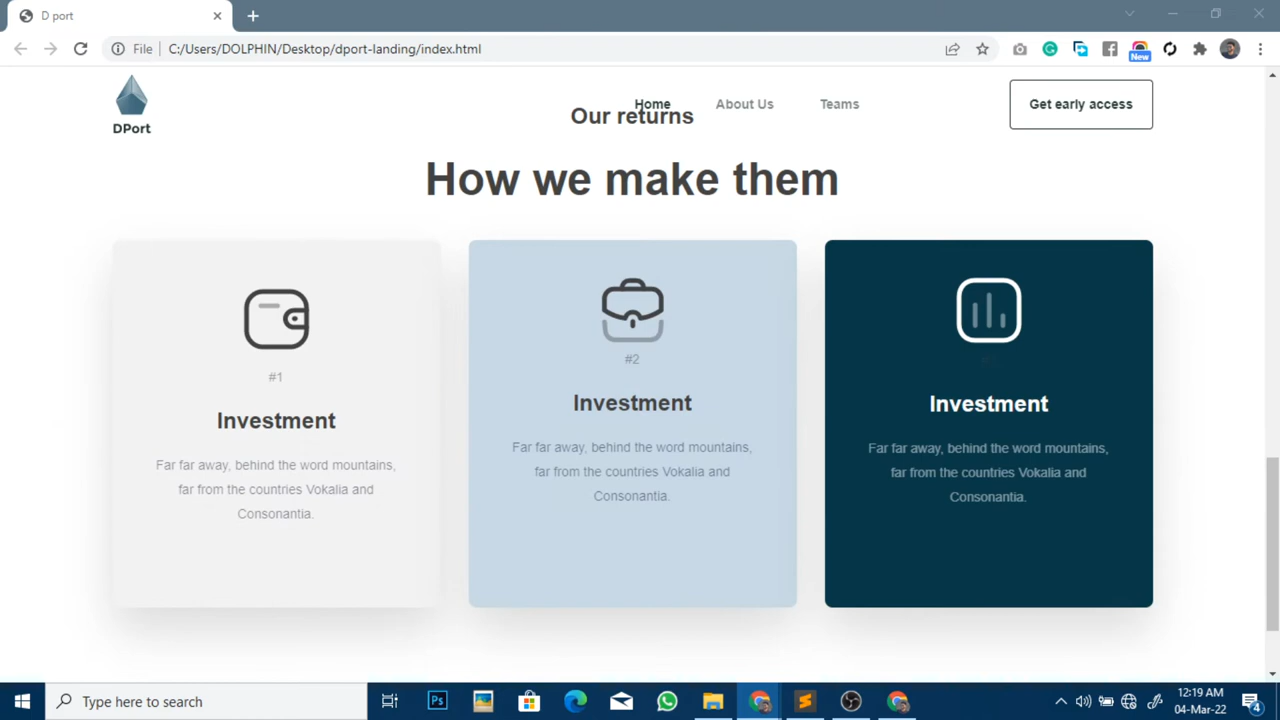 D port
File
C:/Users/DOLPHIN/Desktop/dport-landing/index.html
New
DPort
Home
About Us
Teams
Get early access
Our returns
How we make them
#1
Investment
Far far away, behind the word mountains,
far from the countries Vokalia and
Consonantia.
#2
Investment
Far far away, behind the word mountains,
far from the countries Vokalia and
Consonantia.
Investment
Far far away, behind the word mountains,
far from the countries Vokalia and
Consonantia.
Type here to search
Ps
12:19 AM
04-Mar-22
4